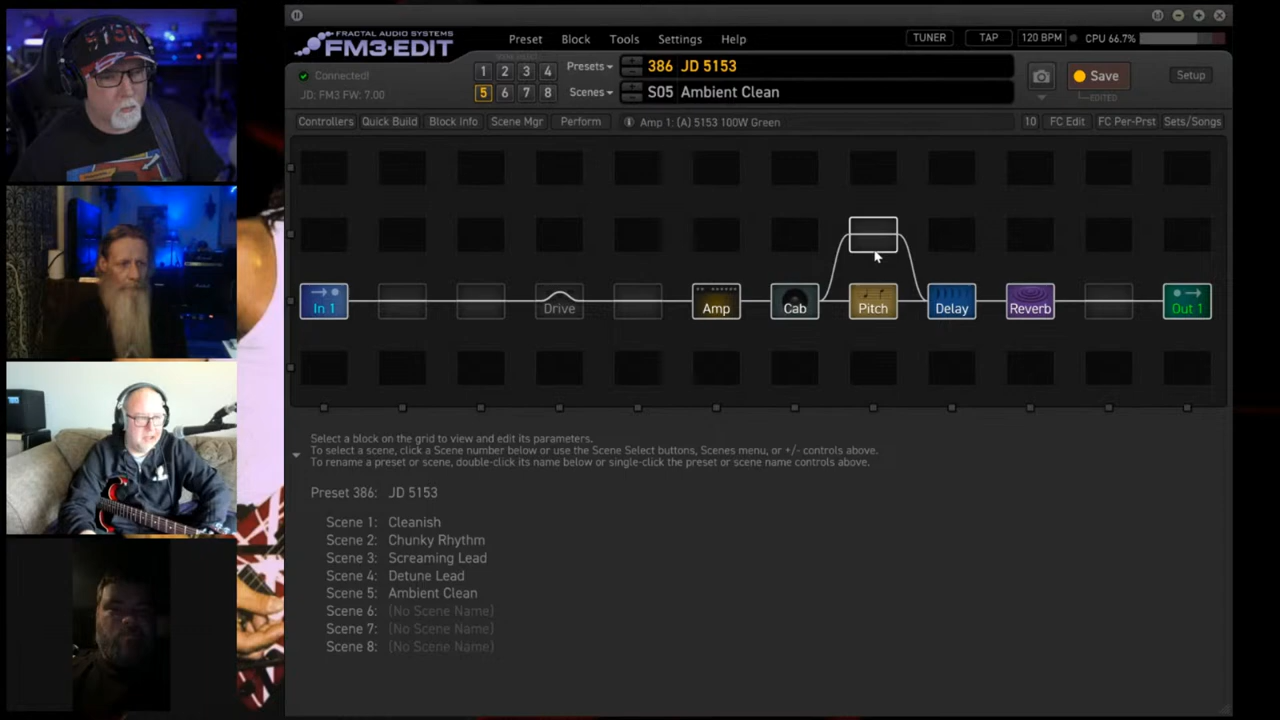 FRACTAL AUDIO SYSTEMS
FM3-EDIT
Preset Block Tools Settings Help
TUNER TAP 120 BPM CPU 66.7%
Connected!
JD: FM3 FW: 7.00
1 2 3 4
5 6 7 8
Presets 386 JD 5153
Scenes S05 Ambient Clean
Save
EDITED
Setup
Controllers Quick Build Block Info Scene Mgr Perform Amp 1: (A) 5153 100W Green 10 FC Edit FC Per-Prst Sets/Songs
In 1 Drive Amp Cab Pitch Delay Reverb Out 1
Select a block on the grid to view and edit its parameters.
To select a scene, click a Scene number below or use the Scene Select buttons, Scenes menu, or +/- controls above.
To rename a preset or scene, double-click its name below or single-click the preset or scene name controls above.
Preset 386: JD 5153
Scene 1: Cleanish
Scene 2: Chunky Rhythm
Scene 3: Screaming Lead
Scene 4: Detune Lead
Scene 5: Ambient Clean
Scene 6: (No Scene Name)
Scene 7: (No Scene Name)
Scene 8: (No Scene Name)